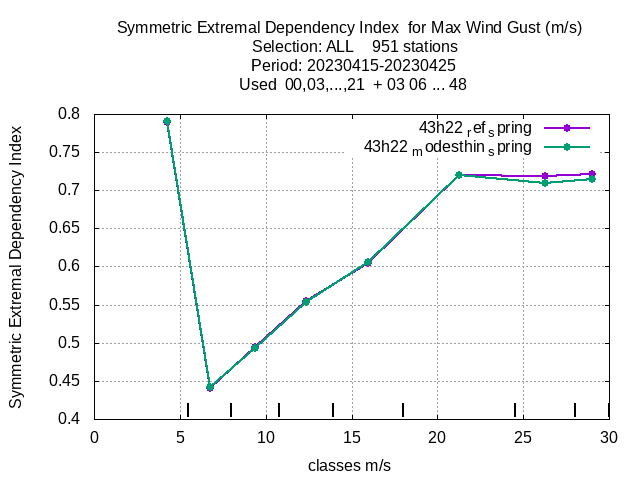 Symmetric Extremal Dependency Index  for Max Wind Gust (m/s)
Selection: ALL    951 stations
Period: 20230415-20230425
Used  00,03,...,21  + 03 06 ... 48
43h22 ref spring
43h22 modesthin spring
Symmetric Extremal Dependency Index
0.8
0.75
0.7
0.65
0.6
0.55
0.5
0.45
0.4
0 5 10 15 20 25 30
classes m/s